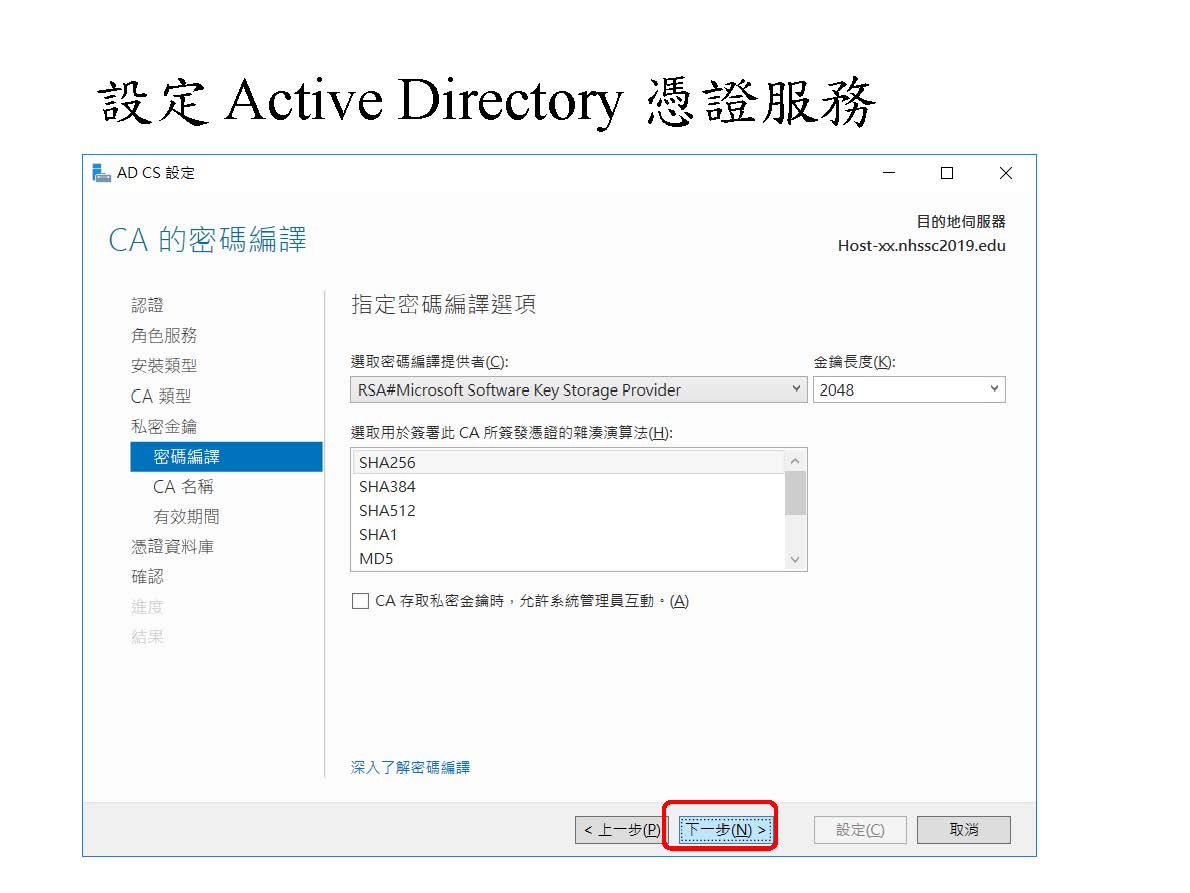 設定 Active Directory 憑證服務
AD CS 設定
CA 的密碼編譯
目的地伺服器
Host-xx.nhssc2019.edu
認證
角色服務
安裝類型
CA 類型
私密金鑰
密碼編譯
CA 名稱
有效期間
憑證資料庫
確認
進度
結果
指定密碼編譯選項
選取密碼編譯提供者(C):
金鑰長度(K):
RSA#Microsoft Software Key Storage Provider
2048
選取用於簽署此 CA 所簽發憑證的雜湊演算法(H):
SHA256
SHA384
SHA512
SHA1
MD5
CA 存取私密金鑰時，允許系統管理員互動。(A)
深入了解密碼編譯
< 上一步(P)
下一步(N) >
設定(C)
取消